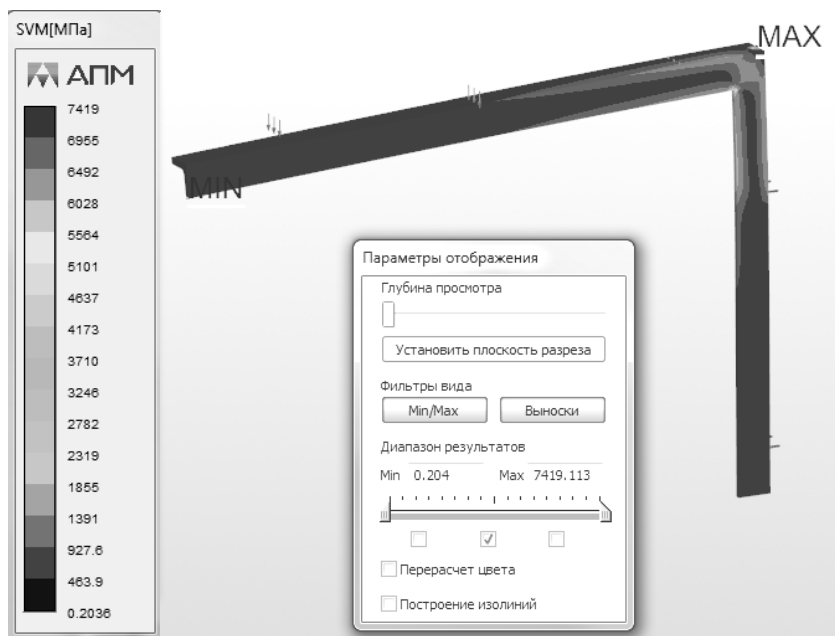 SVM[МПа]
АПМ
7419
6955
6492
6028
5564
5101
4637
4173
3710
3246
2782
2319
1855
1391
927.6
463.9
0.2036
MAX
MIN
Параметры отображения
Глубина просмотра
Установить плоскость разреза
Фильтры вида
Min/Max Выноски
Диапазон результатов
Min 0.204 Max 7419.113
Перерасчет цвета
Построение изолиний